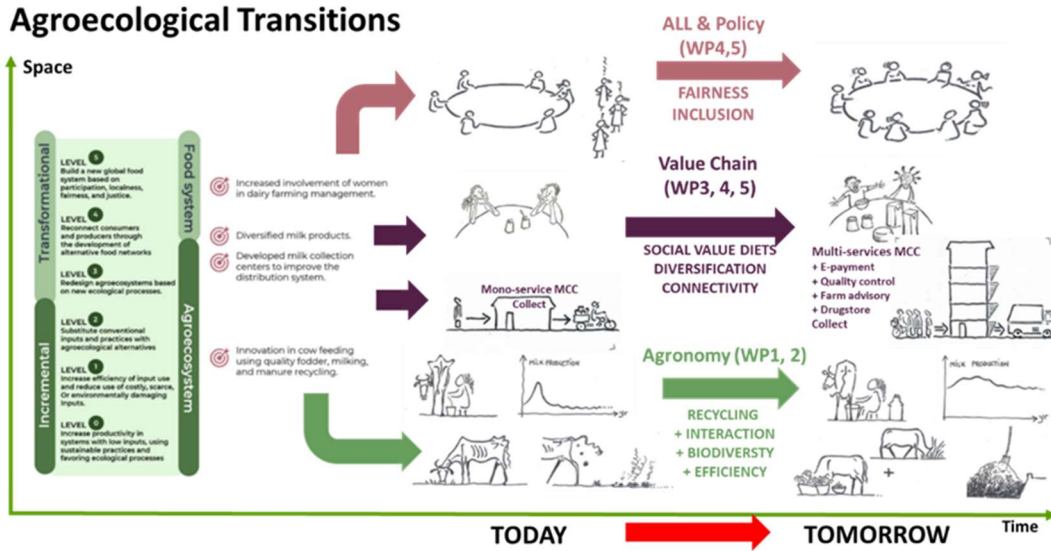 Agroecological Transitions
Space
Transformational
Incremental
Food system
Agroecosystem
LEVEL 5
Build a new global food
system based on
participation, localness,
fairness, and justice.
LEVEL 4
Reconnect consumers
and producers through
the development of
alternative food networks
LEVEL 3
Redesign agroecosystems based
on new ecological processes.
LEVEL 2
Substitute conventional
inputs and practices with
agroecological alternatives
LEVEL 1
Increase efficiency of input use
and reduce use of costly, scarce,
Or environmentally damaging
inputs.
LEVEL 0
Increase productivity in
systems with low inputs, using
sustainable practices and
favoring ecological processes
Increased involvement of women
in dairy farming management.
Diversified milk products.
Developed milk collection
centers to improve the
distribution system.
Innovation in cow feeding
using quality fodder, milking,
and manure recycling.
ALL & Policy
(WP4,5)
FAIRNESS
INCLUSION
Value Chain
(WP3, 4, 5)
SOCIAL VALUE DIETS
DIVERSIFICATION
CONNECTIVITY
Mono-service MCC
Collect
Multi-services MCC
+ E-payment
+ Quality control
+ Farm advisory
+ Drugstore
Collect
Agronomy (WP1, 2)
RECYCLING
+ INTERACTION
+ BIODIVERSTY
+ EFFICIENCY
MILK PRODUCTION
yr
MILK PRODUCTION
yr
+
TODAY
TOMORROW
Time